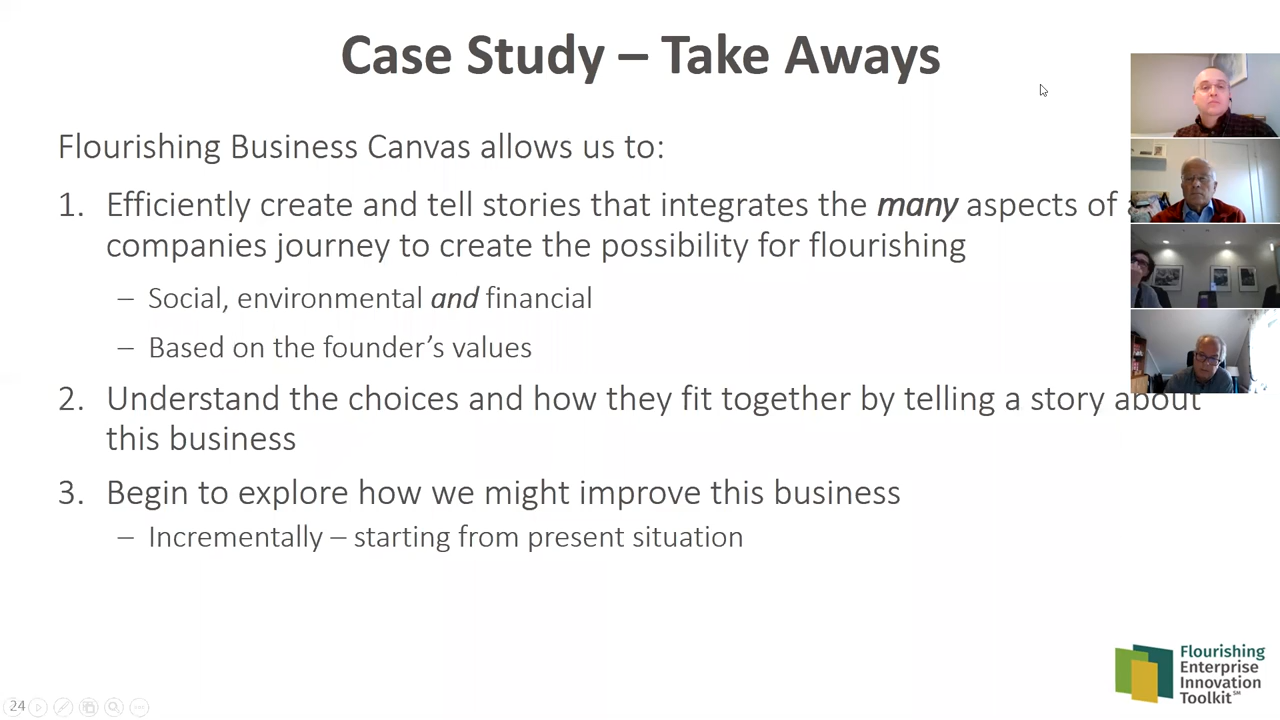 Case Study – Take Aways
Flourishing Business Canvas allows us to:
1. Efficiently create and tell stories that integrates the many aspects of
companies journey to create the possibility for flourishing
– Social, environmental and financial
– Based on the founder’s values
2. Understand the choices and how they fit together by telling a story about
this business
3. Begin to explore how we might improve this business
– Incrementally – starting from present situation
Flourishing
Enterprise
Innovation
Toolkit℠
24